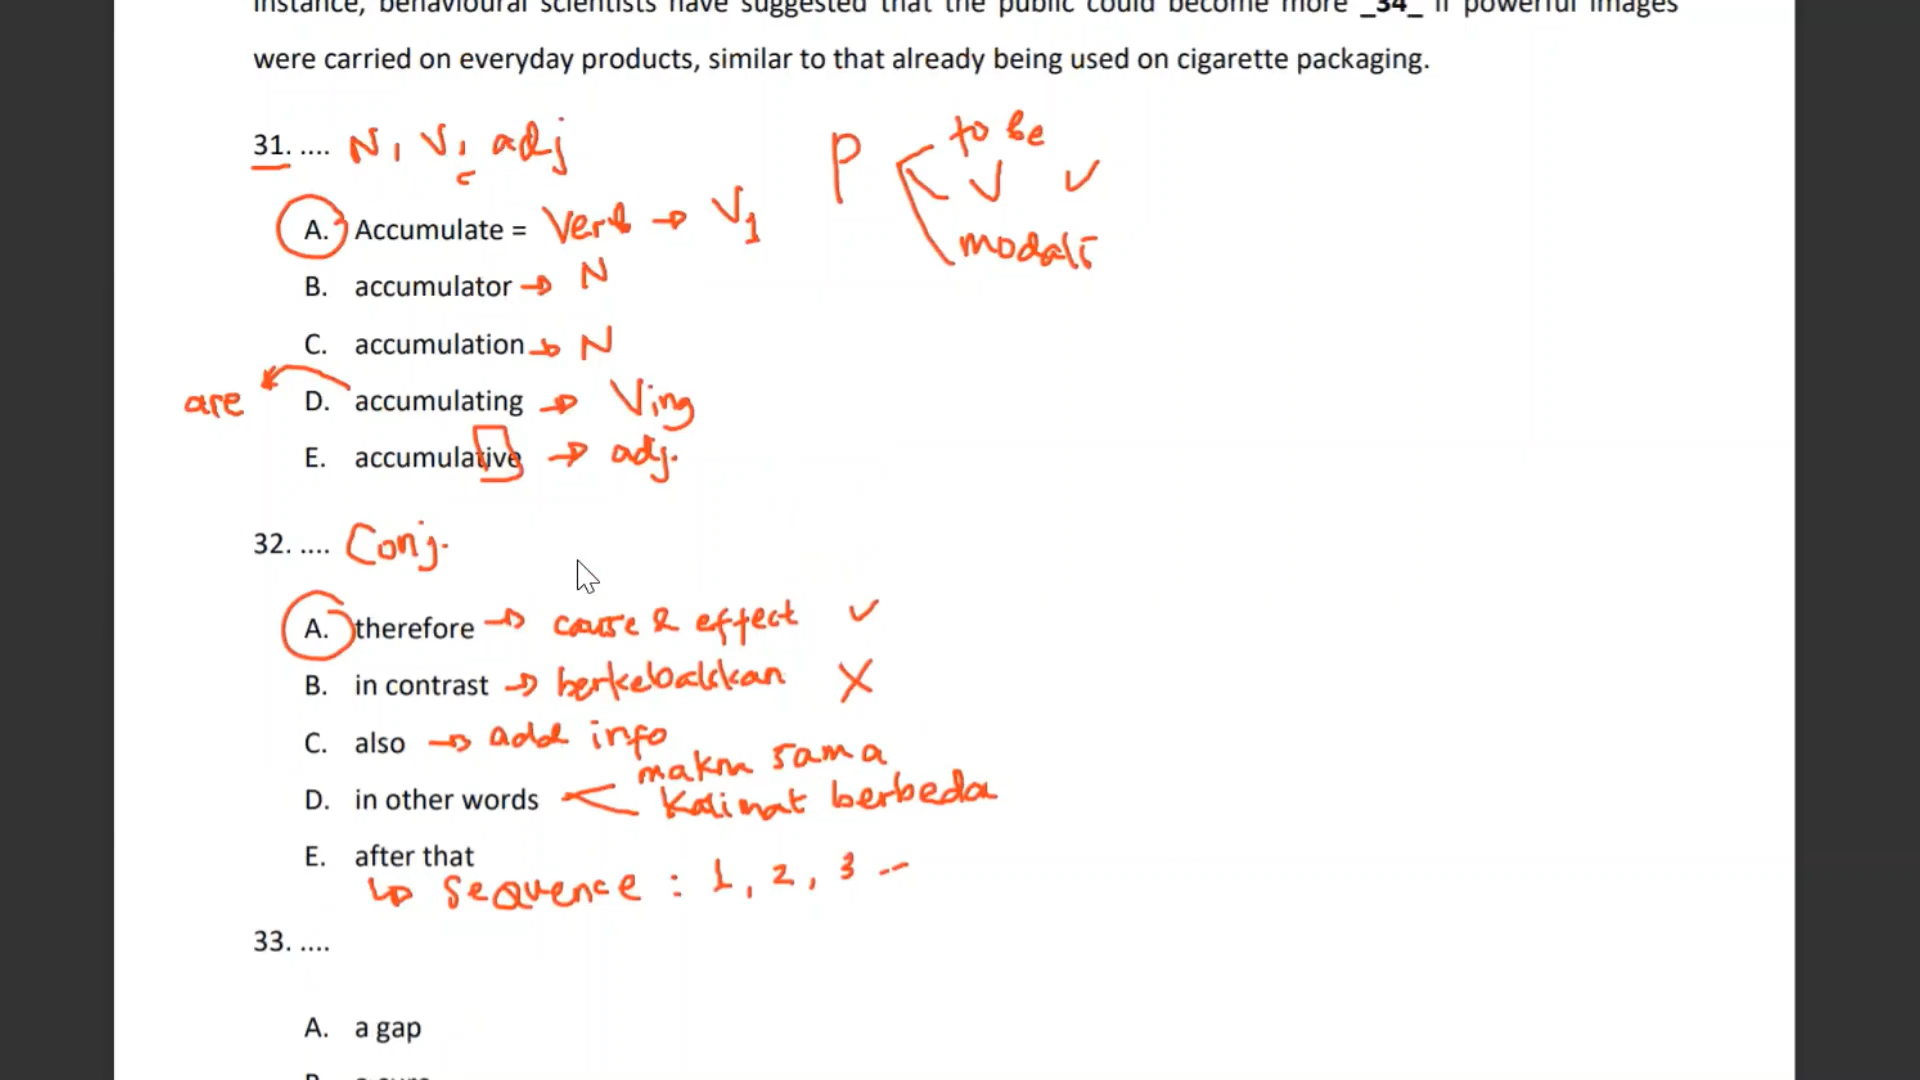 instance, behavioural scientists have suggested that the public could become more _34_ if powerful images
were carried on everyday products, similar to that already being used on cigarette packaging.
31. .... N, V, adj
P to be
V ✓
modals
A. Accumulate = Verb → V1
B. accumulator → N
C. accumulation → N
are D. accumulating → Ving
E. accumulative → adj.
32. .... Conj.
A. therefore → cause & effect ✓
B. in contrast → berkebalikan X
C. also → add info
makna sama
D. in other words < Kalimat berbeda
E. after that
↳ Sequence : 1, 2, 3 --
33. ....
A. a gap